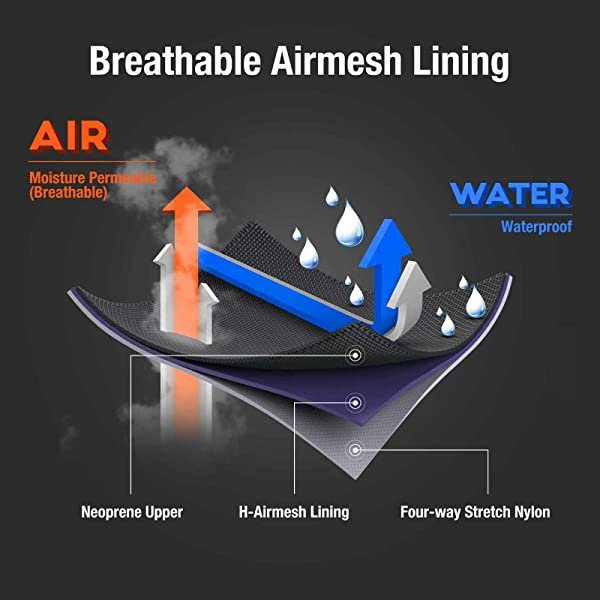 Breathable Airmesh Lining
AIR
Moisture Permeable
(Breathable)
WATER
Waterproof
Neoprene Upper
H-Airmesh Lining
Four-way Stretch Nylon